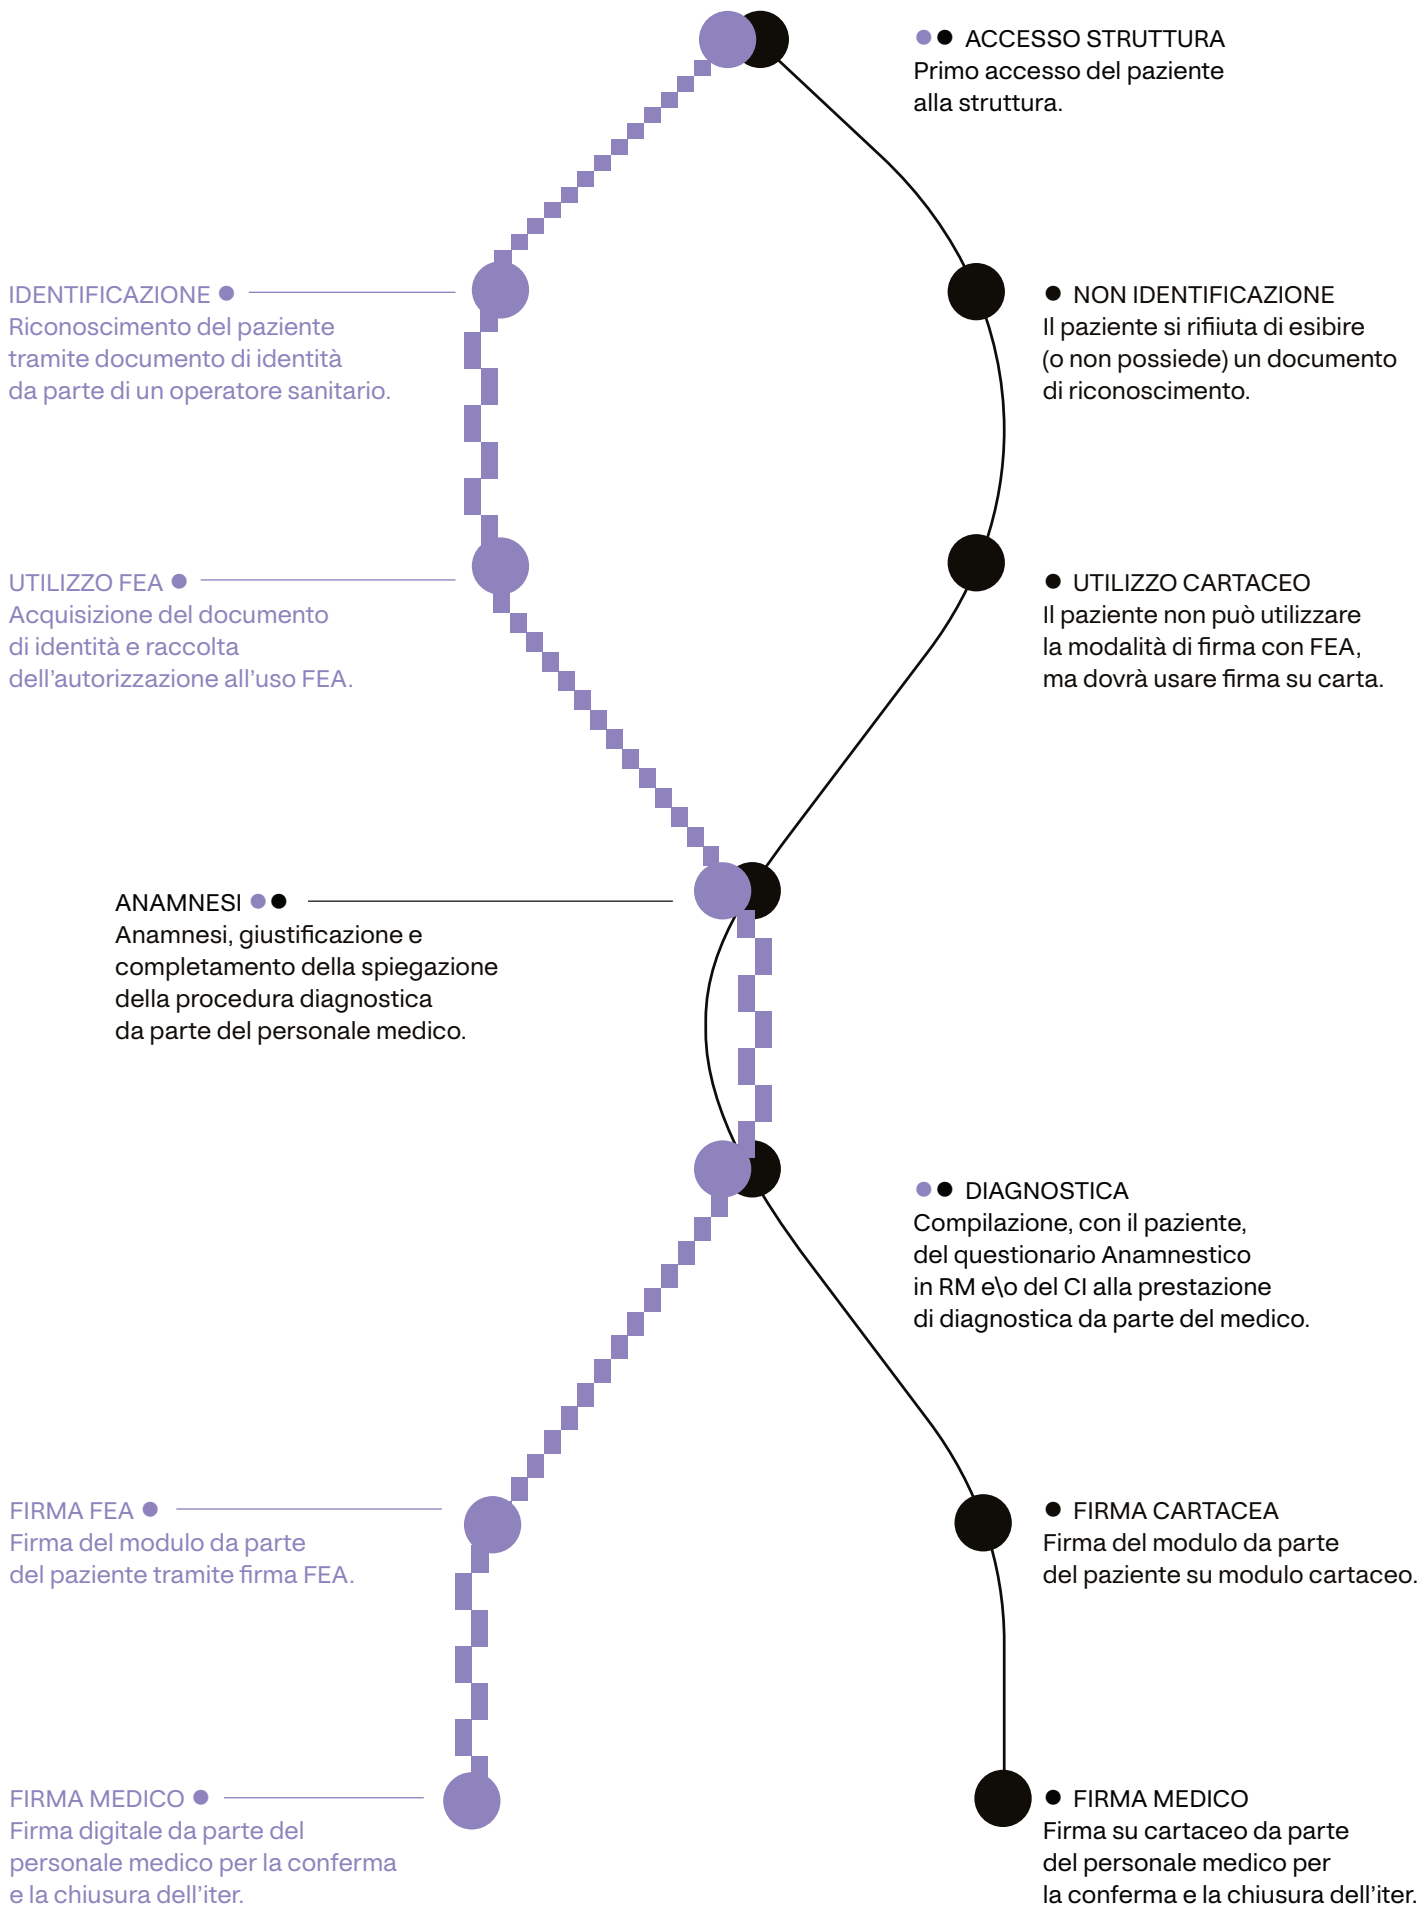 ACCESSO STRUTTURA
Primo accesso del paziente
alla struttura.
IDENTIFICAZIONE
Riconoscimento del paziente
tramite documento di identità
da parte di un operatore sanitario.
NON IDENTIFICAZIONE
Il paziente si rifiiuta di esibire
(o non possiede) un documento
di riconoscimento.
UTILIZZO FEA
Acquisizione del documento
di identità e raccolta
dell'autorizzazione all'uso FEA.
UTILIZZO CARTACEO
Il paziente non può utilizzare
la modalità di firma con FEA,
ma dovrà usare firma su carta.
ANAMNESI
Anamnesi, giustificazione e
completamento della spiegazione
della procedura diagnostica
da parte del personale medico.
DIAGNOSTICA
Compilazione, con il paziente,
del questionario Anamnestico
in RM e\o del CI alla prestazione
di diagnostica da parte del medico.
FIRMA FEA
Firma del modulo da parte
del paziente tramite firma FEA.
FIRMA CARTACEA
Firma del modulo da parte
del paziente su modulo cartaceo.
FIRMA MEDICO
Firma digitale da parte del
personale medico per la conferma
e la chiusura dell'iter.
FIRMA MEDICO
Firma su cartaceo da parte
del personale medico per
la conferma e la chiusura dell'iter.